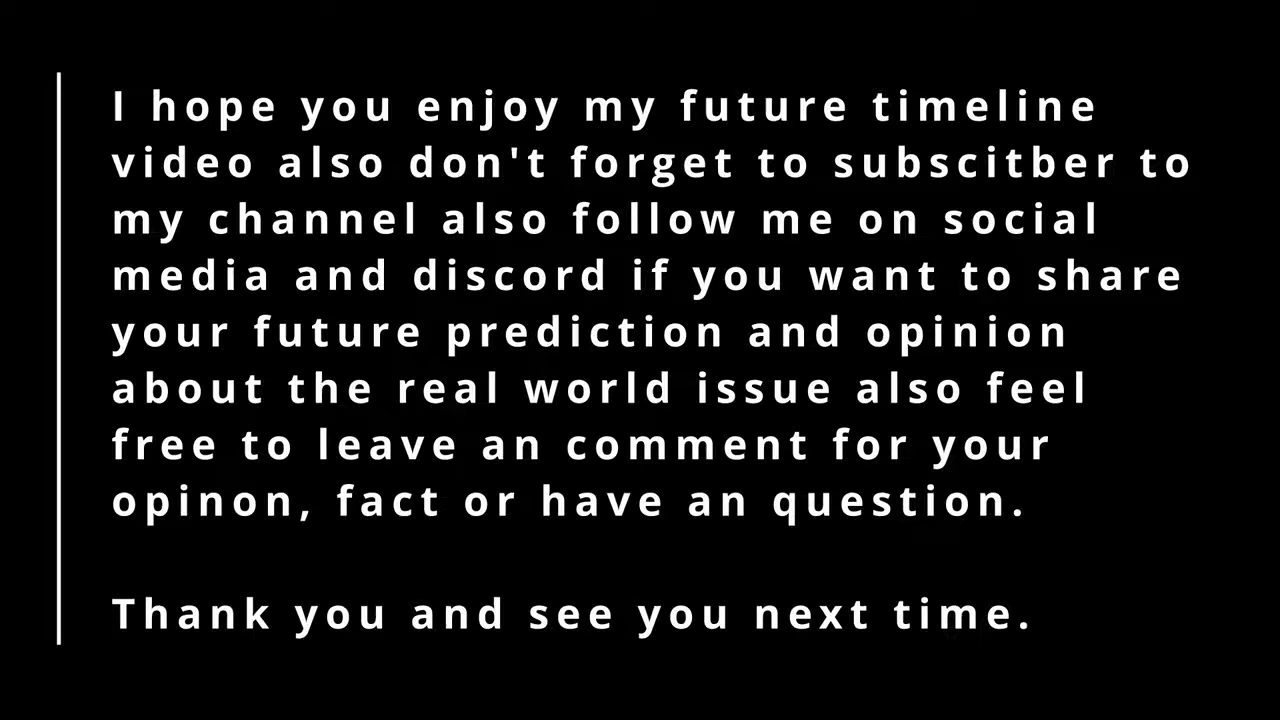 I hope you enjoy my future timeline
video also don't forget to subscitber to
my channel also follow me on social
media and discord if you want to share
your future prediction and opinion
about the real world issue also feel
free to leave an comment for your
opinon, fact or have an question.
Thank you and see you next time.